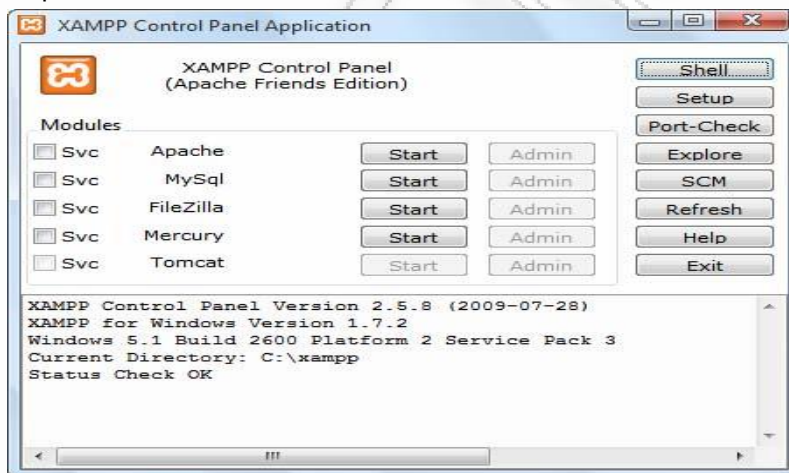 XAMPP Control Panel Application
XAMPP Control Panel
(Apache Friends Edition)
Shell
Setup
Port-Check
Explore
SCM
Refresh
Help
Exit
Modules
Svc Apache Start Admin
Svc MySql Start Admin
Svc FileZilla Start Admin
Svc Mercury Start Admin
Svc Tomcat Start Admin
XAMPP Control Panel Version 2.5.8 (2009-07-28)
XAMPP for Windows Version 1.7.2
Windows 5.1 Build 2600 Platform 2 Service Pack 3
Current Directory: C:\xampp
Status Check OK